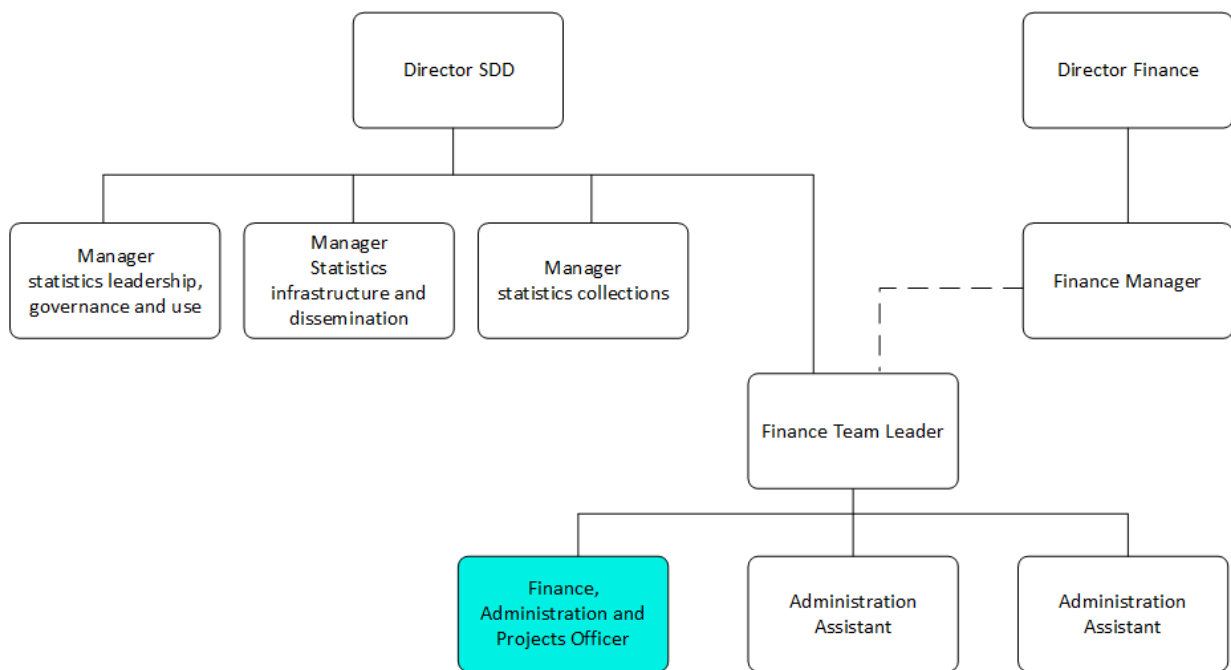 Director SDD
Director Finance
Manager
statistics leadership,
governance and use
Manager
Statistics
infrastructure and
dissemination
Manager
statistics collections
Finance Manager
Finance Team Leader
Finance,
Administration and
Projects Officer
Administration
Assistant
Administration
Assistant